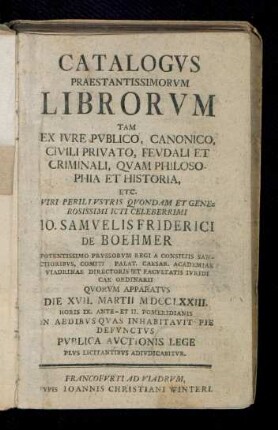 CATALOGVS
PRAESTANTISSIMORVM
LIBRORVM
TAM
EX IVRE PVBLICO, CANONICO,
CIVILI PRIVATO, FEVDALI ET
CRIMINALI, QVAM PHILOSO-
PHIA ET HISTORIA,
ETC.
VIRI PERILLVSTRIS QVONDAM ET GENE-
ROSISSIMI ICTI CELEBERRIMI
IO. SAMVELIS FRIDERICI
DE BOEHMER
POTENTISSIMO PRVSSORVM REGI A CONSILIIS SAN-
CTIORIBVS, COMITI PALAT. CAESAR. ACADEMIAE
VIADRINAE DIRECTORIS ET FACVLTATIS IVRIDI
CAE ORDINARII
QVORVM APPARATVS
DIE XVII. MARTII MDCCLXXIII.
HORIS IX. ANTE- ET II. POMERIDIANIS
IN AEDIBVS QVAS INHABITAVIT PIE
DEFVNCTVS
PVBLICA AVCTIONIS LEGE
PLVS LICITANTIBVS ADIVDICABITVR.
FRANCOFVRTI AD VIADRVM,
TYPIS IOANNIS CHRISTIANI WINTERI.